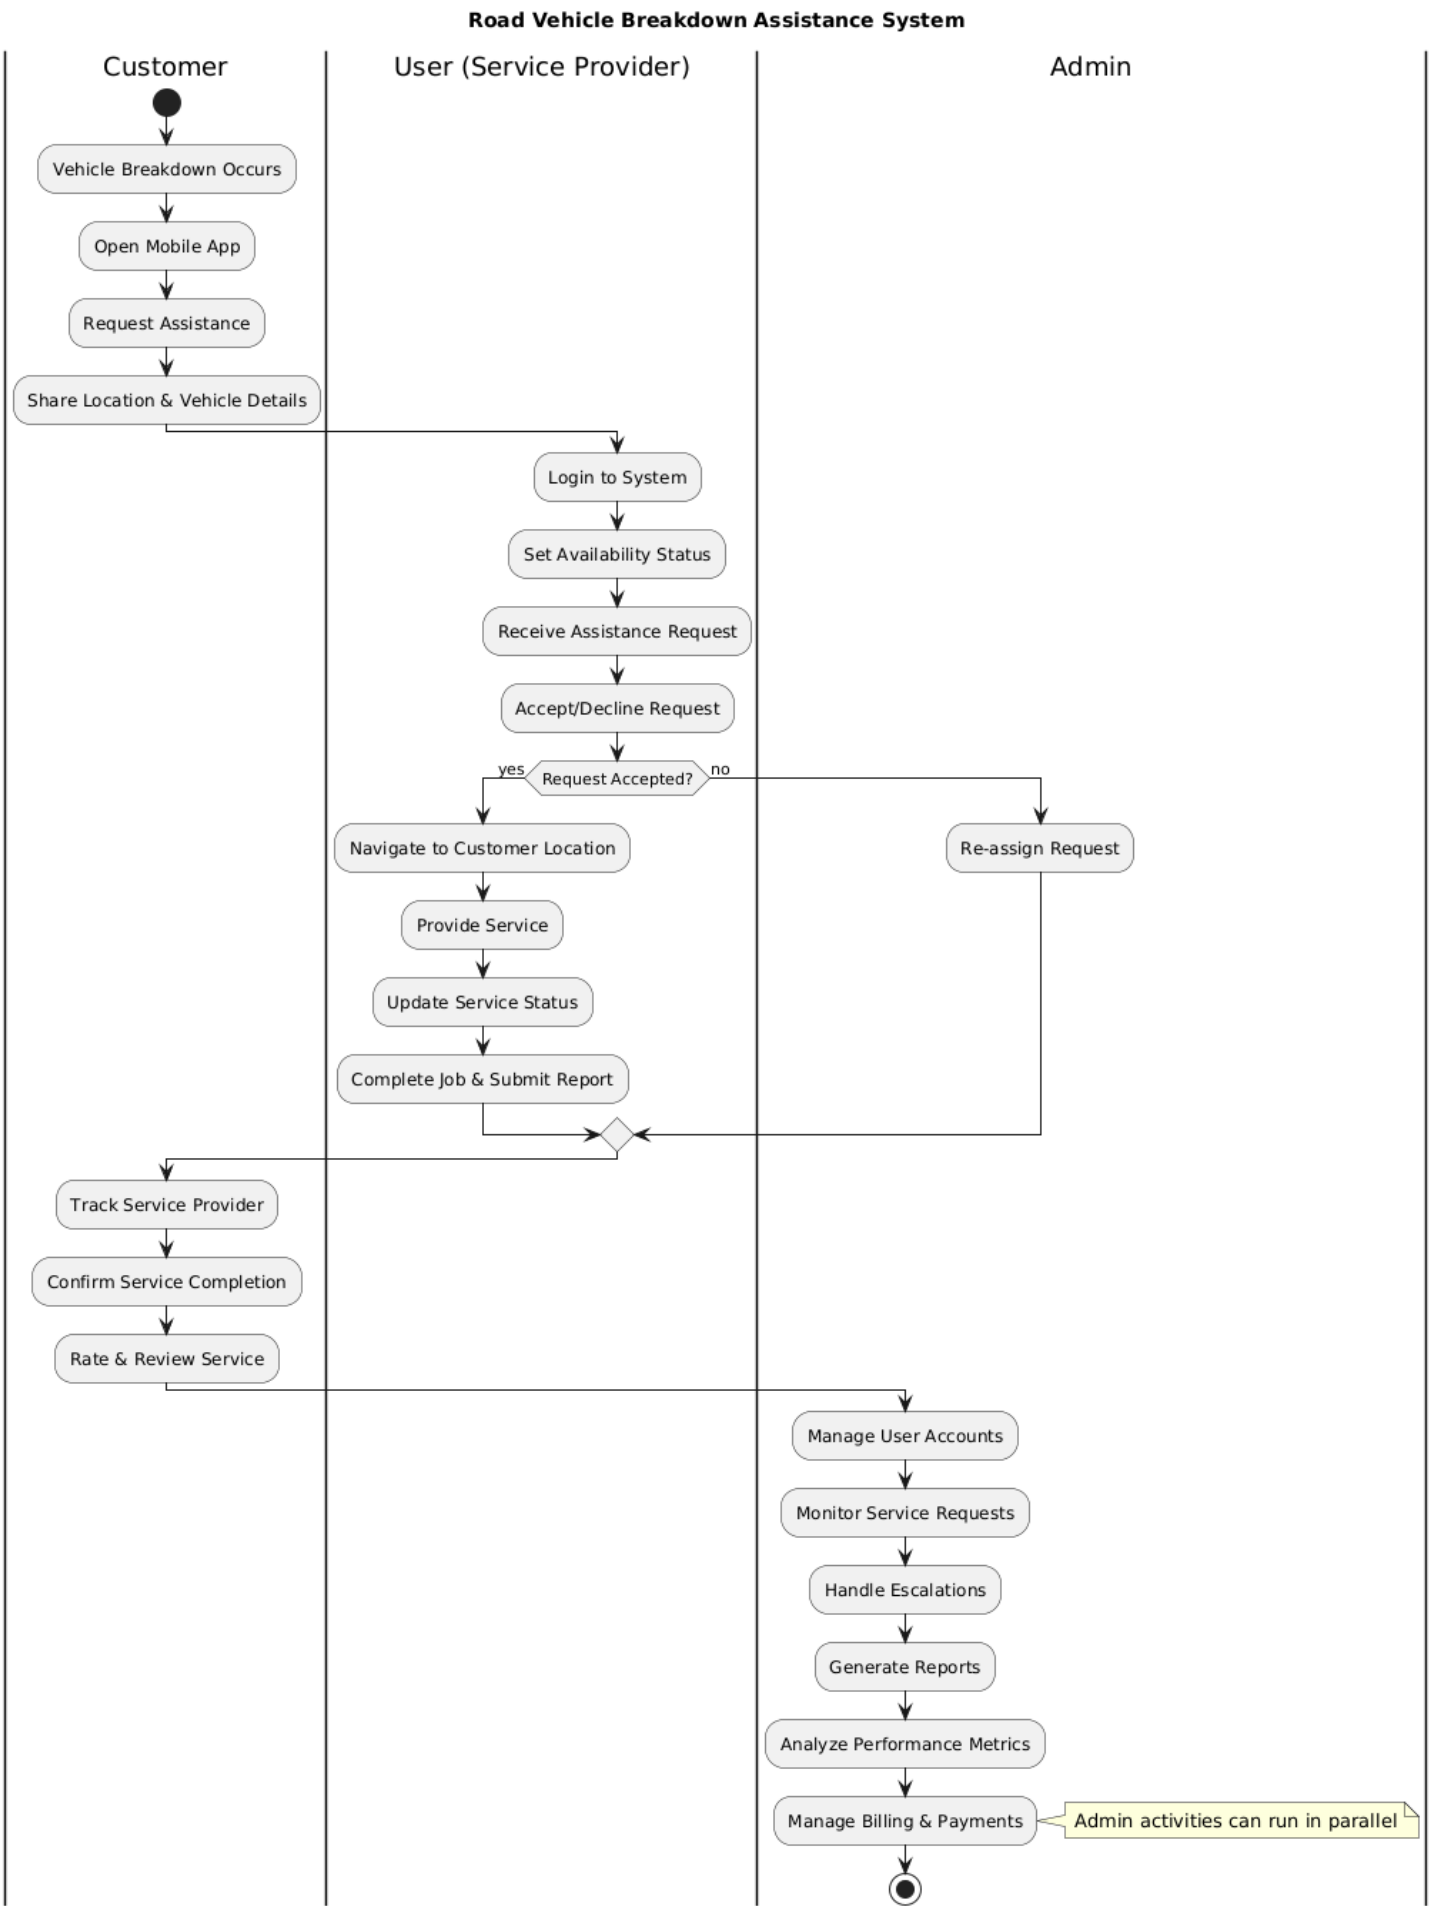 Road Vehicle Breakdown Assistance System
Customer
User (Service Provider)
Admin
Vehicle Breakdown Occurs
Open Mobile App
Request Assistance
Share Location & Vehicle Details
Login to System
Set Availability Status
Receive Assistance Request
Accept/Decline Request
yes
Request Accepted?
no
Navigate to Customer Location
Re-assign Request
Provide Service
Update Service Status
Complete Job & Submit Report
Track Service Provider
Confirm Service Completion
Rate & Review Service
Manage User Accounts
Monitor Service Requests
Handle Escalations
Generate Reports
Analyze Performance Metrics
Manage Billing & Payments
Admin activities can run in parallel